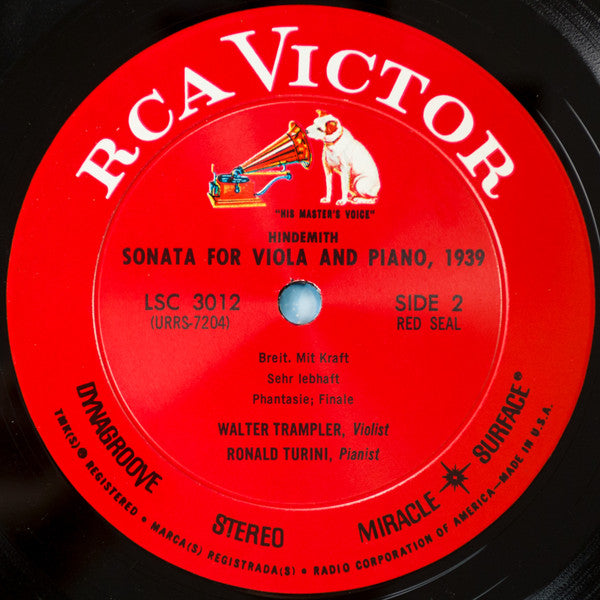 RCA VICTOR
"HIS MASTER'S VOICE"
HINDEMITH
SONATA FOR VIOLA AND PIANO, 1939
LSC 3012
(URRS-7204)
SIDE 2
RED SEAL
Breit. Mit Kraft
Sehr lebhaft
Phantasie; Finale
WALTER TRAMPLER, Violist
RONALD TURINI, Pianist
DYNAGROOVE
STEREO
MIRACLE SURFACE®
TMK(S)® REGISTERED • MARCA(S) REGISTRADA(S) • RADIO CORPORATION OF AMERICA—MADE IN U.S.A.